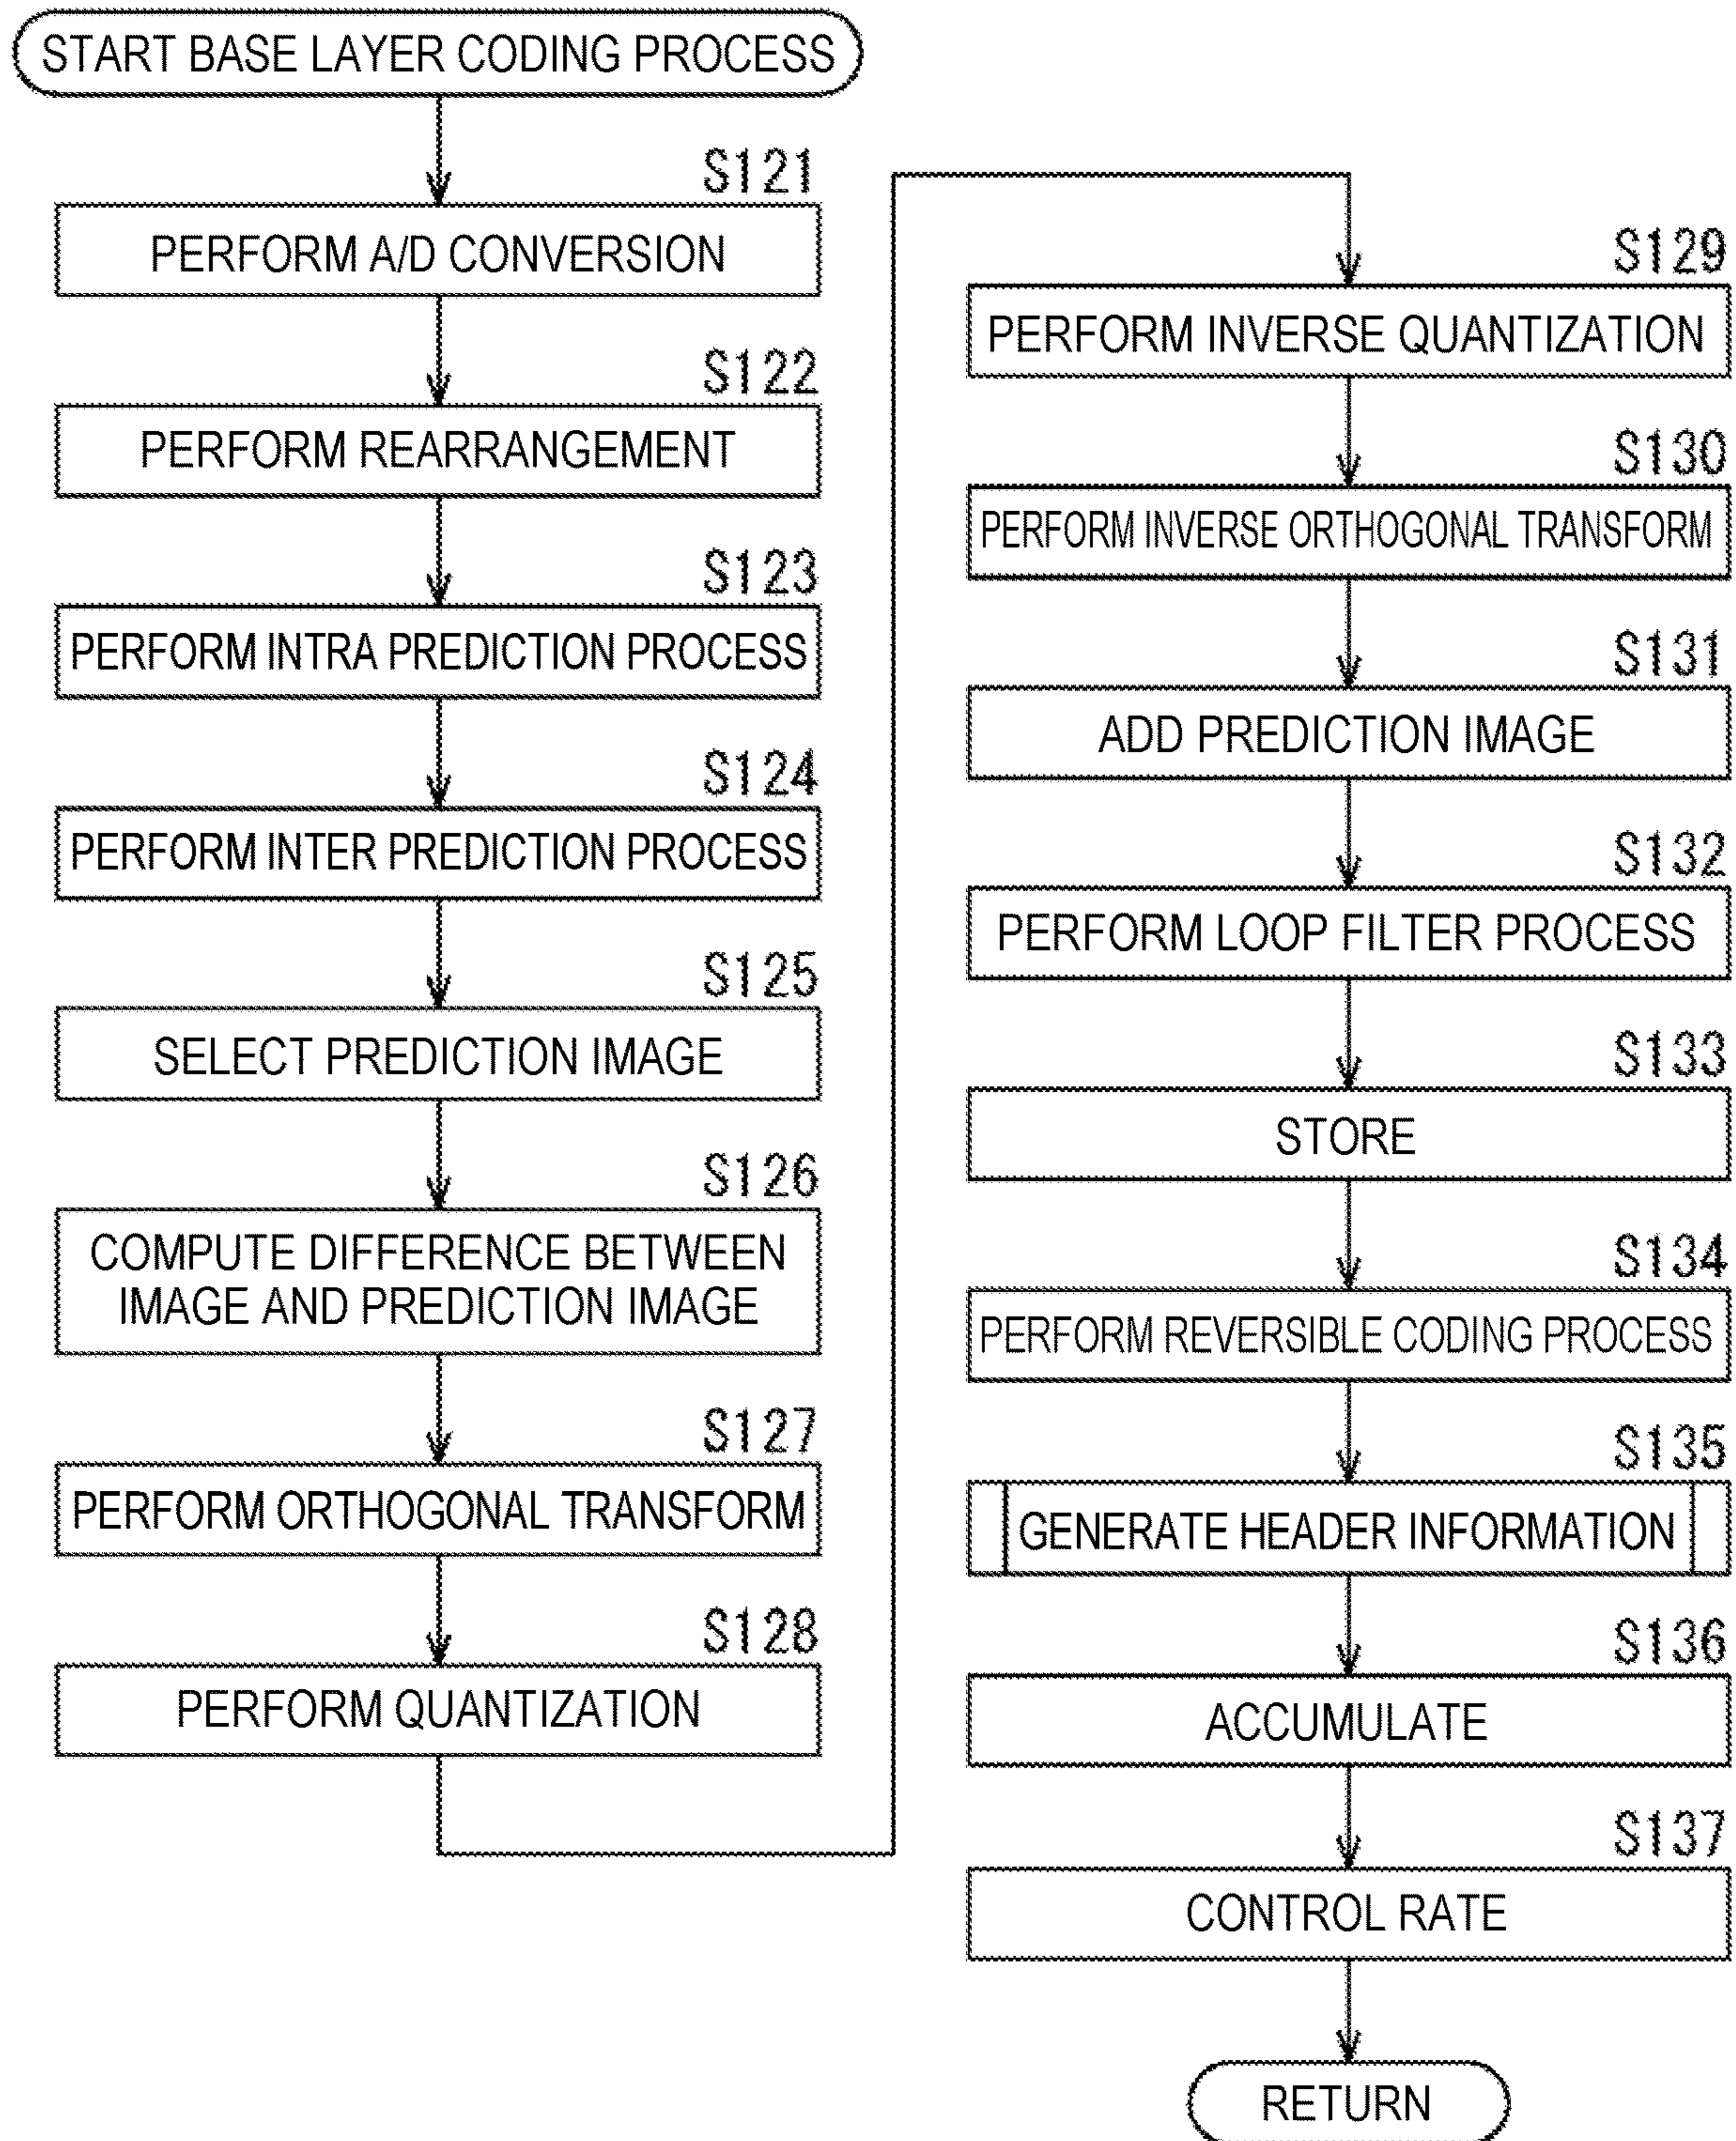 START BASE LAYER CODING PROCESS
S121
PERFORM A/D CONVERSION
S122
PERFORM REARRANGEMENT
S123
PERFORM INTRA PREDICTION PROCESS
S124
PERFORM INTER PREDICTION PROCESS
S125
SELECT PREDICTION IMAGE
S126
COMPUTE DIFFERENCE BETWEEN
IMAGE AND PREDICTION IMAGE
S127
PERFORM ORTHOGONAL TRANSFORM
S128
PERFORM QUANTIZATION
S129
PERFORM INVERSE QUANTIZATION
S130
PERFORM INVERSE ORTHOGONAL TRANSFORM
S131
ADD PREDICTION IMAGE
S132
PERFORM LOOP FILTER PROCESS
S133
STORE
S134
PERFORM REVERSIBLE CODING PROCESS
S135
GENERATE HEADER INFORMATION
S136
ACCUMULATE
S137
CONTROL RATE
RETURN